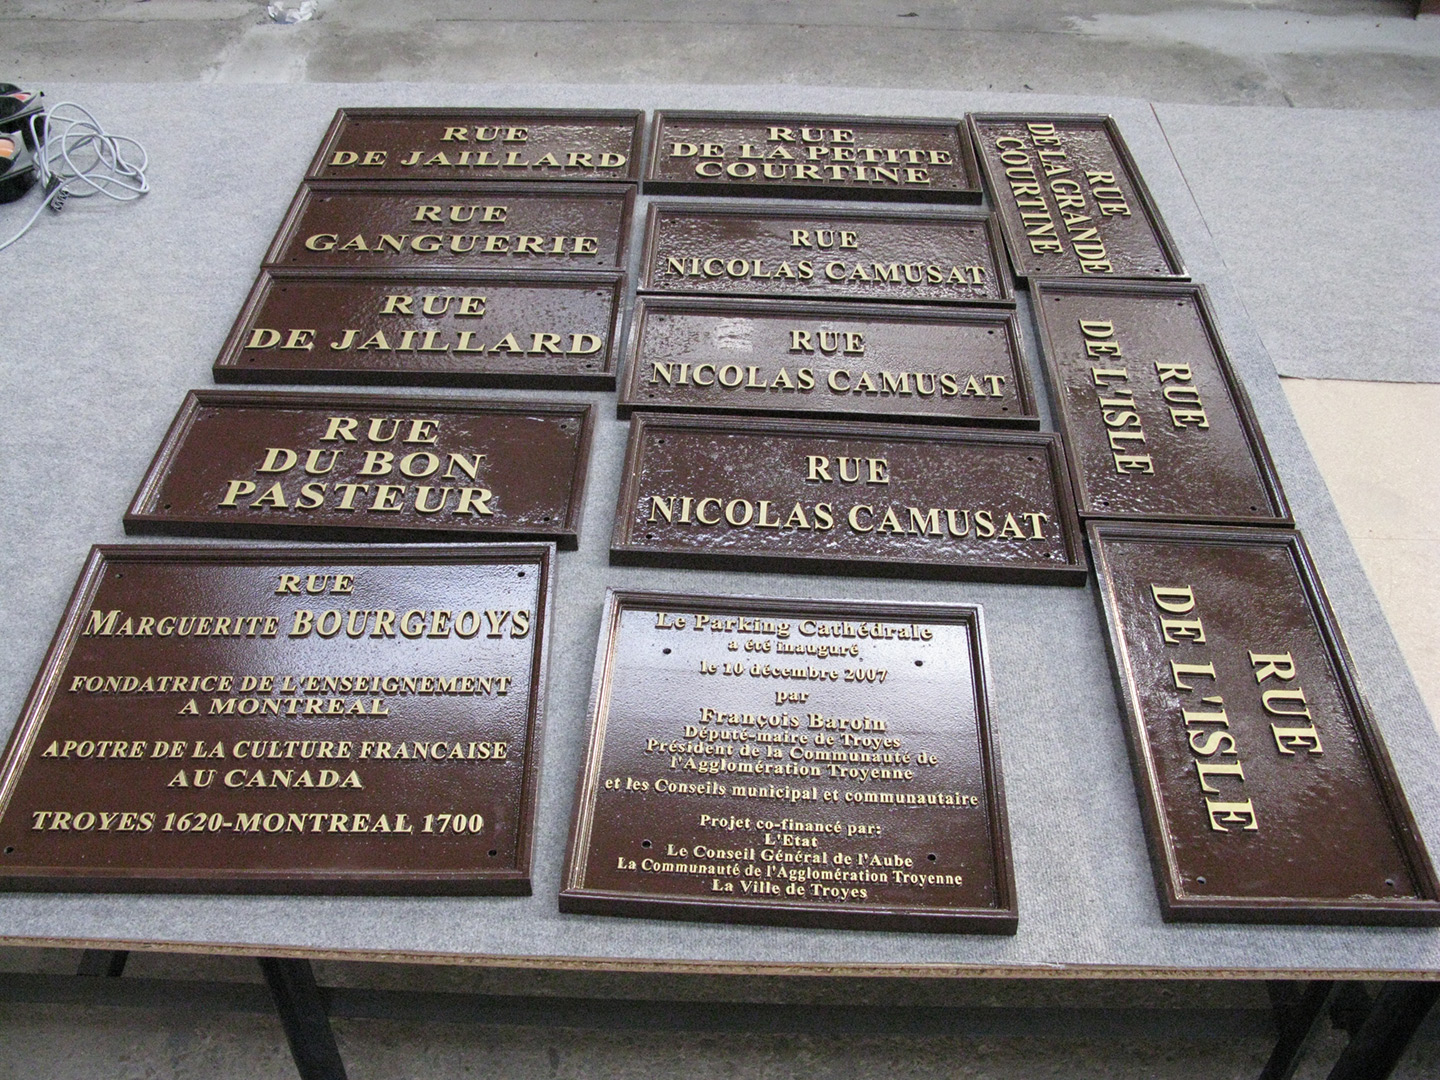 RUE
DE JAILLARD
RUE
GANGUERIE
RUE
DE JAILLARD
RUE
DU BON
PASTEUR
RUE
MARGUERITE BOURGEOYS
FONDATRICE DE L'ENSEIGNEMENT
A MONTREAL
APOTRE DE LA CULTURE FRANCAISE
AU CANADA
TROYES 1620-MONTREAL 1700
RUE
DE LA PETITE
COURTINE
RUE
NICOLAS CAMUSAT
RUE
NICOLAS CAMUSAT
RUE
NICOLAS CAMUSAT
Le Parking Cathédrale
a été inauguré
le 10 décembre 2007
par
François Baroin
Député-maire de Troyes
Président de la Communauté de
l'Agglomération Troyenne
et les Conseils municipal et communautaire
Projet co-financé par:
L'Etat
Le Conseil Général de l'Aube
La Communauté de l'Agglomération Troyenne
La Ville de Troyes
RUE
DE LA GRANDE
COURTINE
RUE
DE L'ISLE
RUE
DE L'ISLE